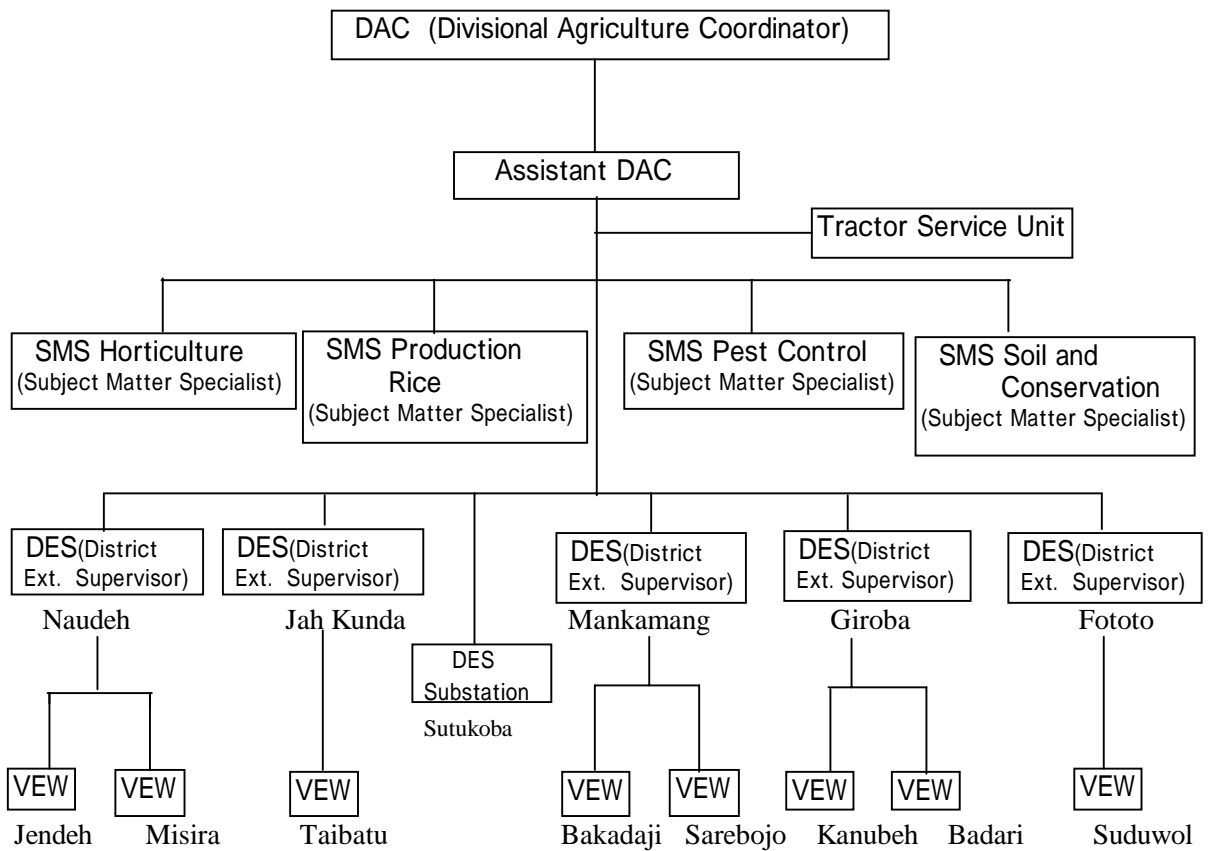 DAC (Divisional Agriculture Coordinator)
Assistant DAC
Tractor Service Unit
SMS Horticulture
(Subject Matter Specialist)
SMS Production
Rice
(Subject Matter Specialist)
SMS Pest Control
(Subject Matter Specialist)
SMS Soil and
Conservation
(Subject Matter Specialist)
DES(District
Ext. Supervisor)
Naudeh
DES(District
Ext. Supervisor)
Jah Kunda
DES
Substation
Sutukoba
DES(District
Ext. Supervisor)
Mankamang
DES(District
Ext. Supervisor)
Giroba
DES(District
Ext. Supervisor)
Fototo
VEW
Jendeh
VEW
Misira
VEW
Taibatu
VEW
Bakadaji
VEW
Sarebojo
VEW
Kanubeh
VEW
Badari
VEW
Suduwol